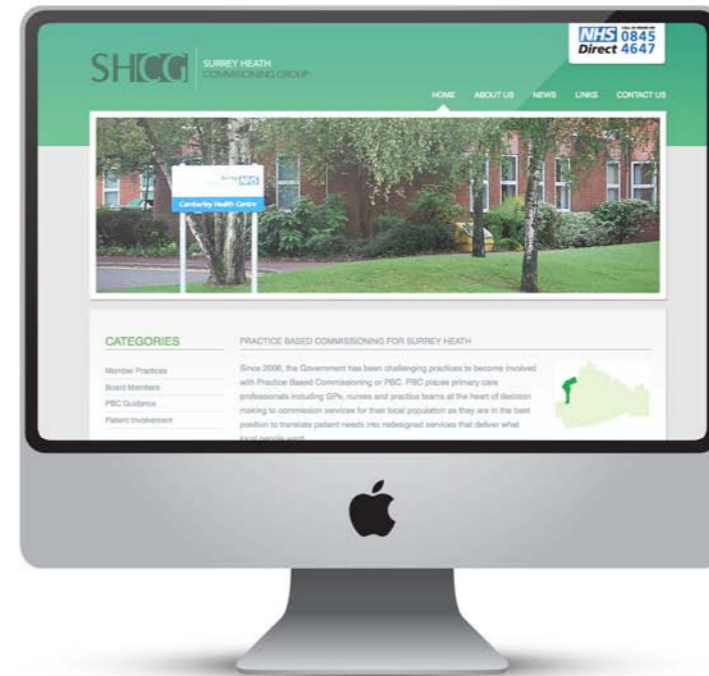 NHS 0845
Direct 4647
SHCG
SURREY HEATH
COMMISIONING GROUP
HOME ABOUT US NEWS LINKS CONTACT US
NHS
Camberley Health Centre
CATEGORIES
Member Practices
Board Members
PBC Guidance
Patient Involvement
PRACTICE BASED COMMISSIONING FOR SURREY HEATH
Since 2006, the Government has been challenging practices to become involved
with Practice Based Commissioning or PBC. PBC places primary care
professionals including GPs, nurses and practice teams at the heart of decision
making to commission services for their local population as they are in the best
position to translate patient needs into redesigned services that deliver what
local people want